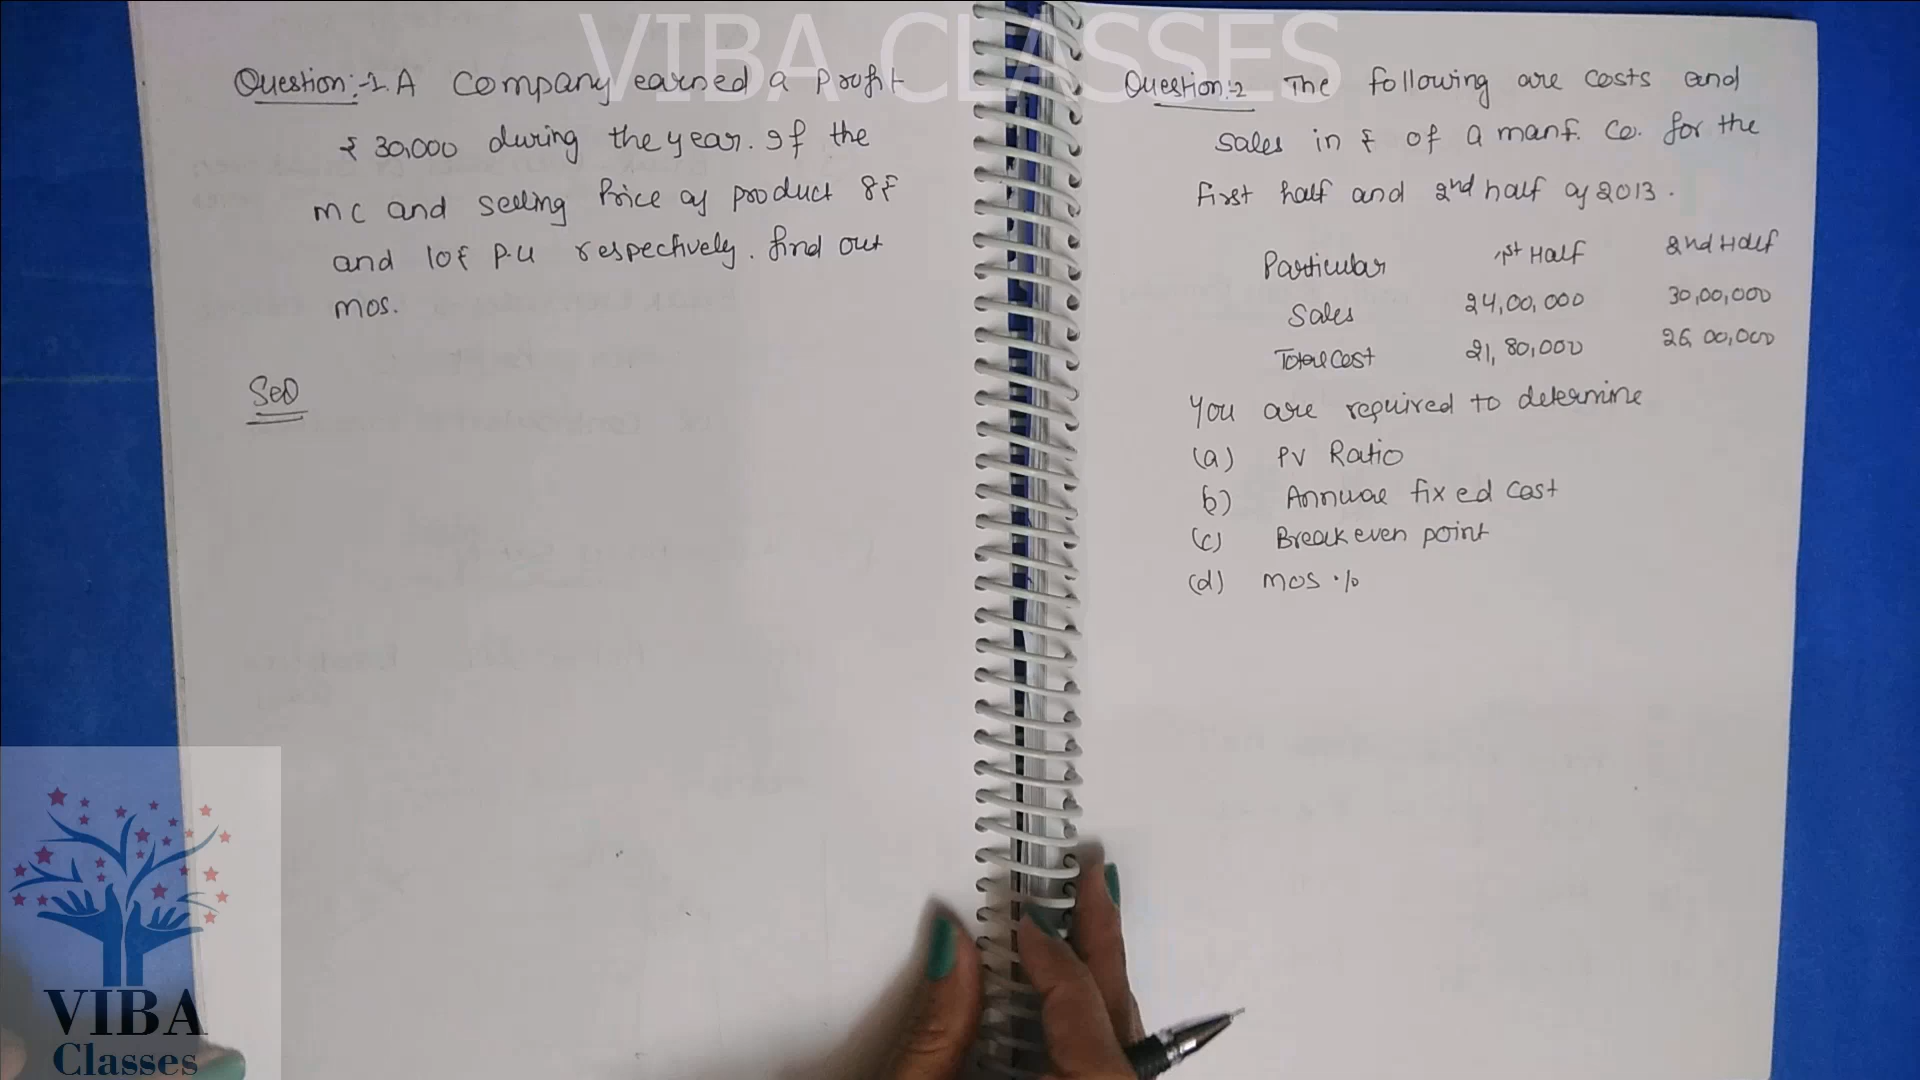 VIBA CLASSES
Question:-1. A Company earned a Profit
₹ 30,000 during the year. If the
MC and Selling Price of product 8₹
and 10₹ P.U respectively. find out
MOS.
Sol
Question:-2 The following are costs and
Sales in ₹ of a manf. Co. for the
first half and 2nd half of 2013.
Particular 1st Half 2nd Half
Sales 24,00,000 30,00,000
Total Cost 21,80,000 26,00,000
You are required to determine
(a) PV Ratio
b) Annual fixed Cost
(c) Break even point
(d) MOS %
VIBA
Classes